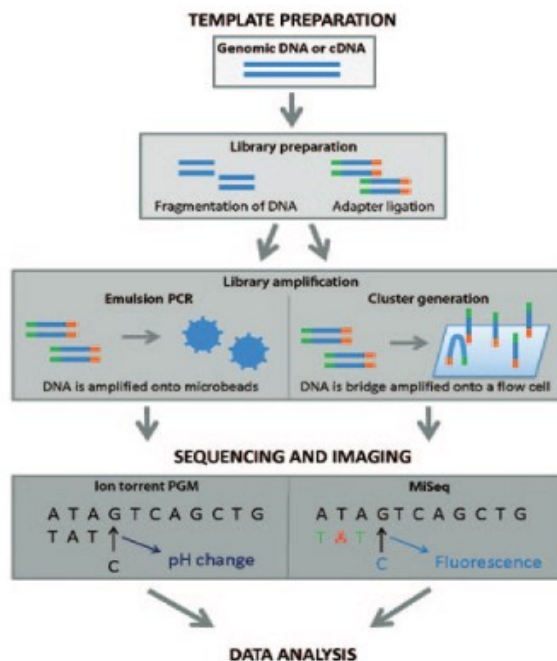 TEMPLATE PREPARATION
Genomic DNA or cDNA
Library preparation
Fragmentation of DNA
Adapter ligation
Library amplification
Emulsion PCR
DNA is amplified onto microbeads
Cluster generation
DNA is bridge amplified onto a flow cell
SEQUENCING AND IMAGING
Ion torrent PGM
A T A G T C A G C T G
T A T
C
pH change
MiSeq
A T A G T C A G C T G
T A T
C
Fluorescence
DATA ANALYSIS